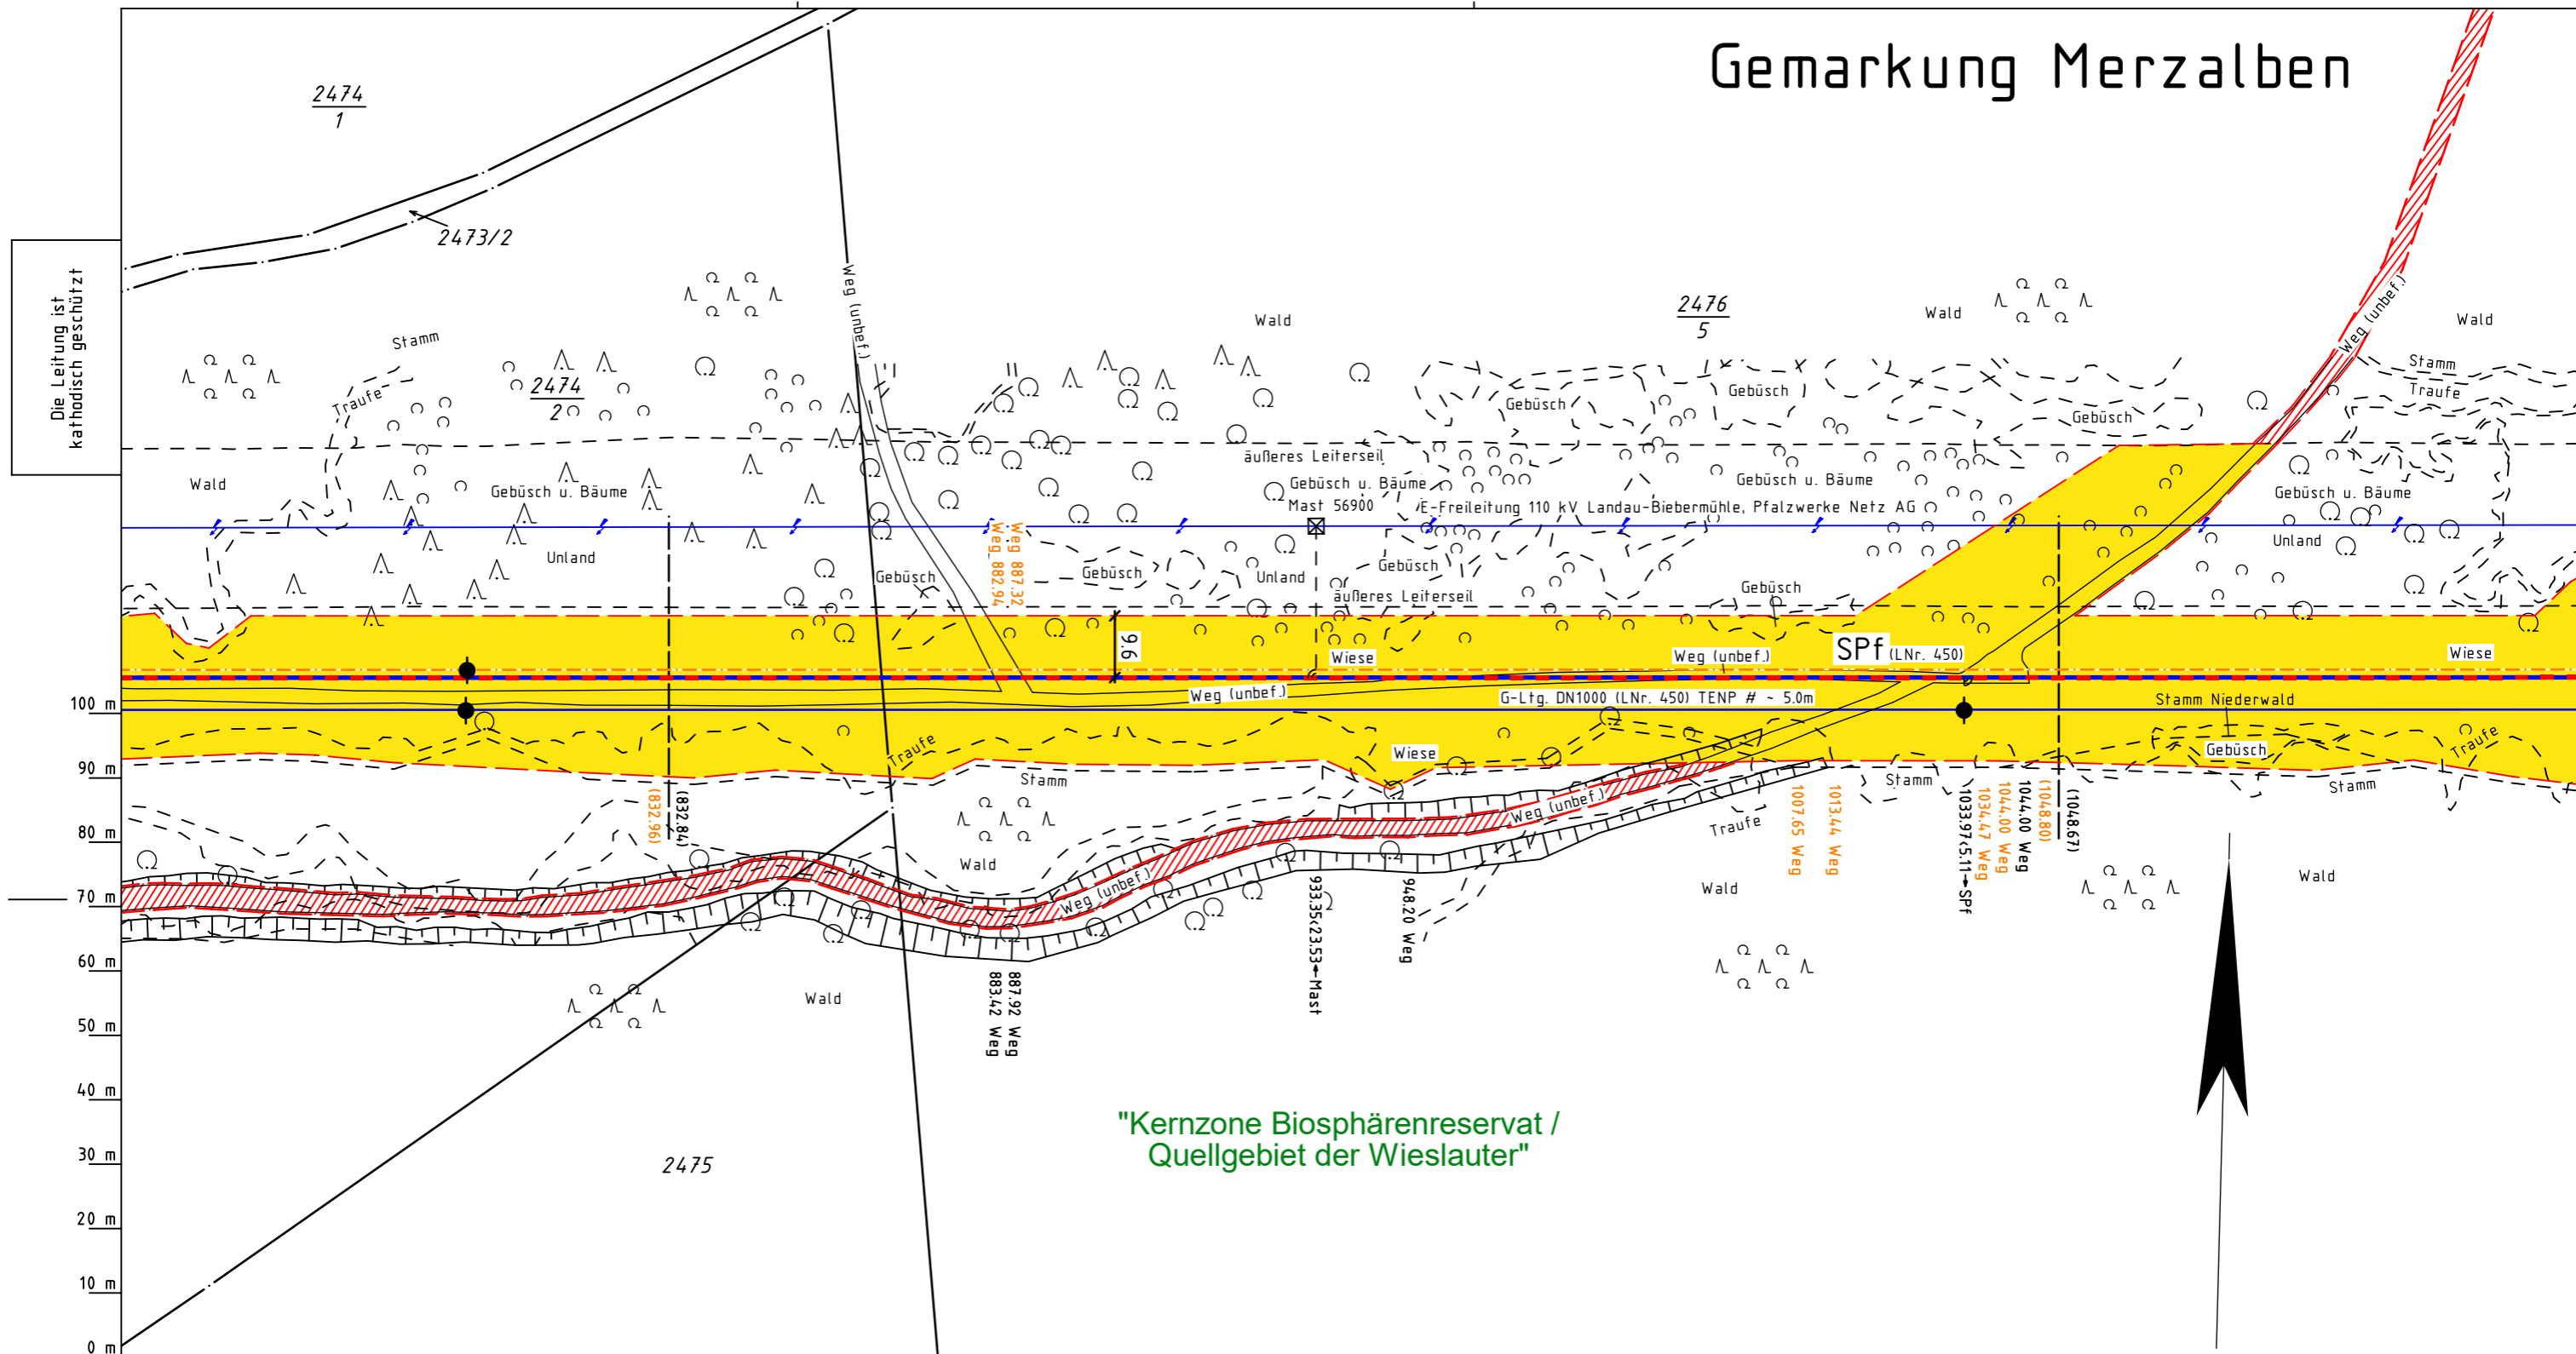 Gemarkung Merzalben
2474
1
2473/2
Die Leitung ist
kathodisch geschützt
Weg (unbef.)
2476
5
Wald
Wald
Wald
Weg (unbef.)
Stamm
Traufe
2474
2
Stamm
Traufe
Gebüsch
Gebüsch
Gebüsch
äußeres Leiterseil
Wald
Gebüsch u. Bäume
Gebüsch u. Bäume
Gebüsch u. Bäume
Gebüsch u. Bäume
Mast 56900
E-Freileitung 110 kV Landau-Biebermühle, Pfalzwerke Netz AG
Weg 882.94
Weg 887.32
Unland
Unland
Unland
Gebüsch
Gebüsch
Gebüsch
Gebüsch
äußeres Leiterseil
9.6
Wiese
Weg (unbef.)
SPf (LNr. 450)
Wiese
Weg (unbef.)
G-Ltg. DN1000 (LNr. 450) TENP # ~ 5.0m
Stamm Niederwald
100 m
Traufe
Wiese
Gebüsch
Traufe
90 m
Stamm
Stamm
Stamm
(832.96)
(832.84)
Weg (unbef.)
Traufe
1007.65 Weg
1013.44 Weg
1033.97<5.11→SPf
1034.47 Weg
1044.00 Weg
1044.00 Weg
(1048.80)
(1048.67)
80 m
Wald
Weg (unbef.)
Wald
Wald
70 m
933.35<23.53→Mast
948.20 Weg
60 m
883.42 Weg
887.92 Weg
Wald
50 m
40 m
"Kernzone Biosphärenreservat /
Quellgebiet der Wieslauter"
30 m
2475
20 m
10 m
0 m